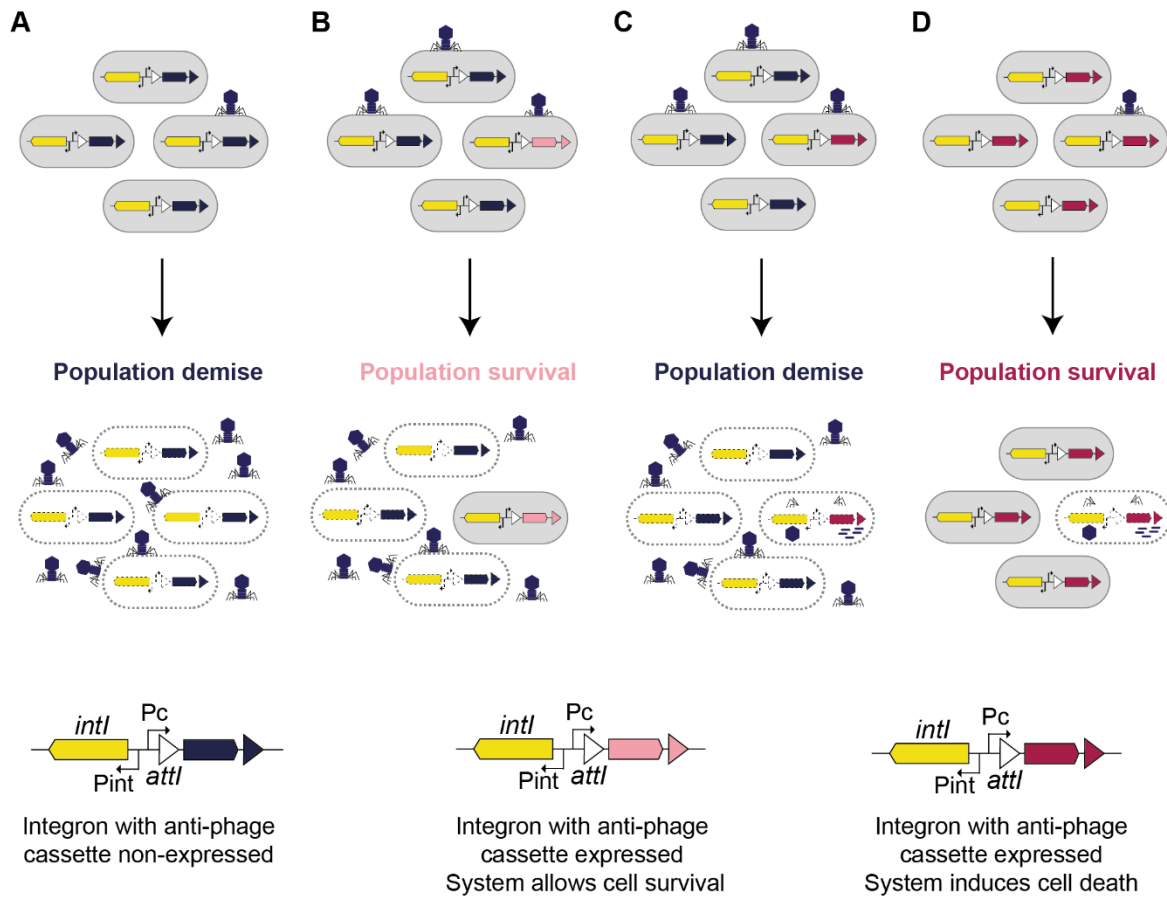 A
B
C
D
Population demise
Population survival
Population demise
Population survival
intI
Pc
Pint
attI
Integron with anti-phage
cassette non-expressed
intI
Pc
Pint
attI
Integron with anti-phage
cassette expressed
System allows cell survival
intI
Pc
Pint
attI
Integron with anti-phage
cassette expressed
System induces cell death